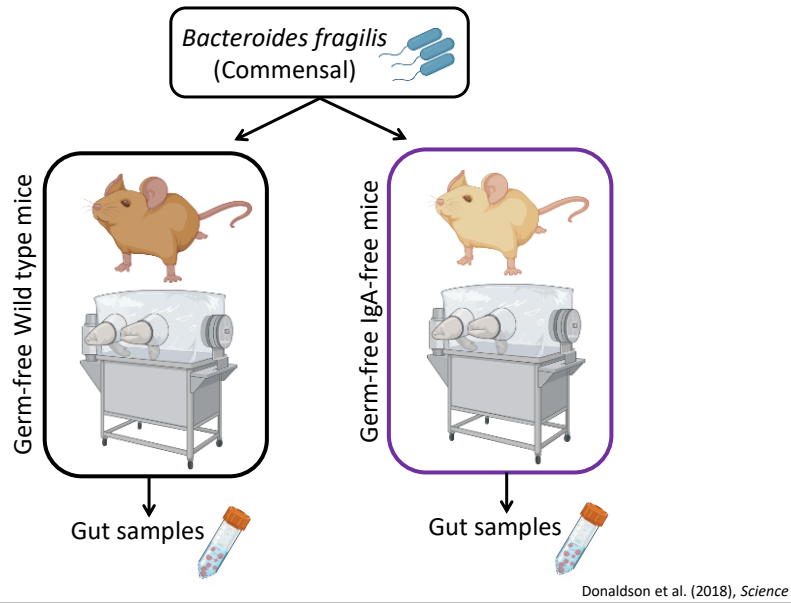 Bacteroides fragilis
(Commensal)
Germ-free Wild type mice
Germ-free IgA-free mice
Gut samples
Gut samples
Donaldson et al. (2018), Science